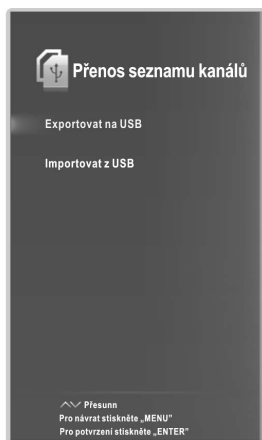 Přenos seznamu kanálů
Exportovat na USB
Importovat z USB
Přesunn
Pro návrat stiskněte „MENU”
Pro potvrzení stiskněte „ENTER”